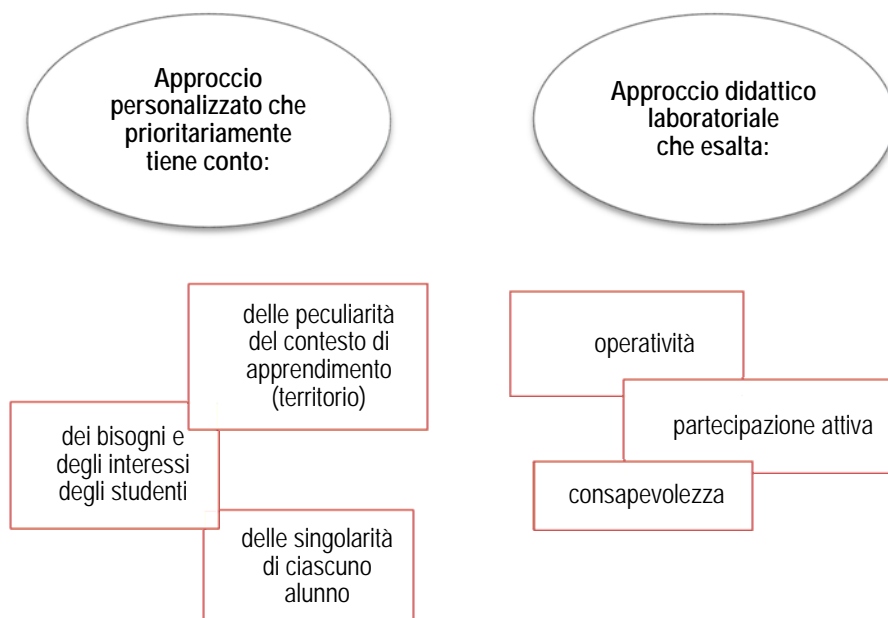 Approccio
personalizzato che
prioritariamente
tiene conto:
Approccio didattico
laboratoriale
che esalta:
delle peculiarità
del contesto di
apprendimento
(territorio)
dei bisogni e
degli interessi
degli studenti
delle singolarità
di ciascuno
alunno
operatività
partecipazione attiva
consapevolezza